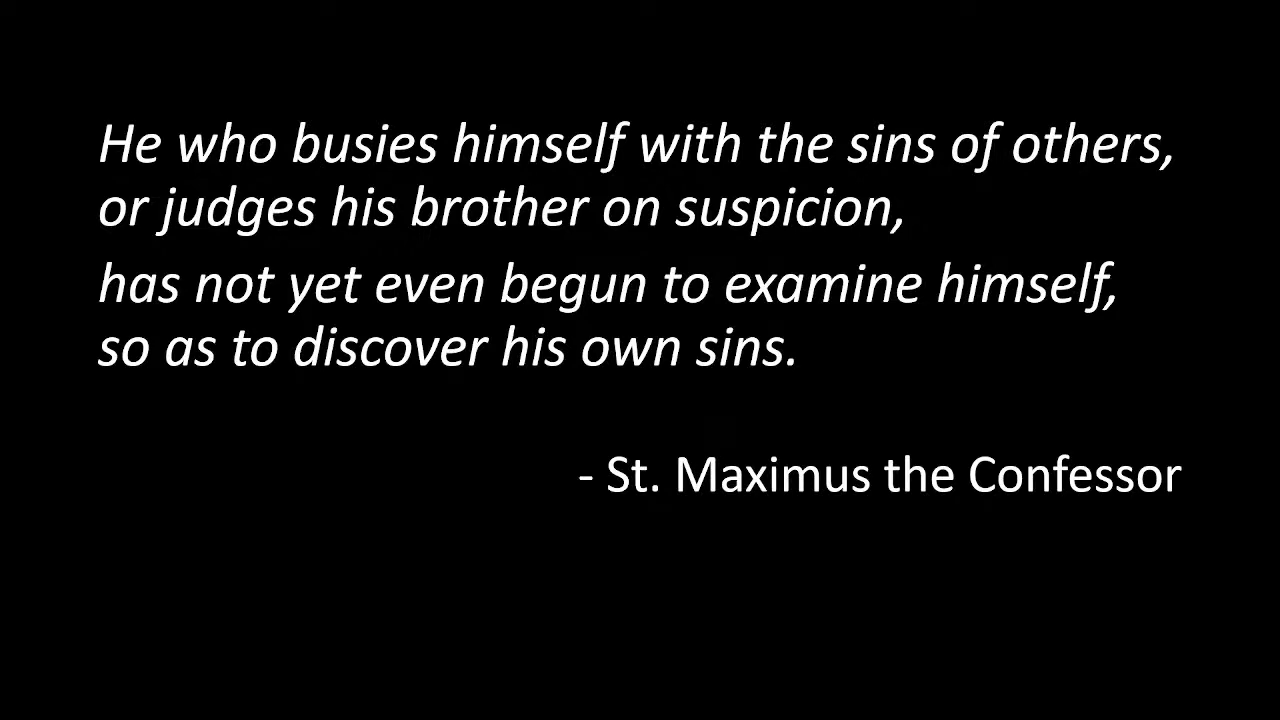 He who busies himself with the sins of others,
or judges his brother on suspicion,
has not yet even begun to examine himself,
so as to discover his own sins.
- St. Maximus the Confessor